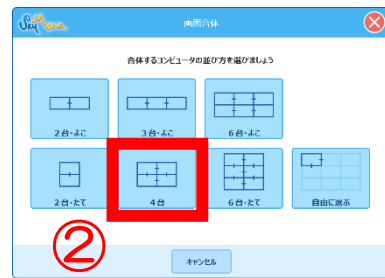 SkyMenu
画面合体
合体するコンピュータの並び方を選びましょう
2台・よこ
3台・よこ
6台・よこ
2台・たて
4台
6台・たて
自由に選ぶ
②
キャンセル